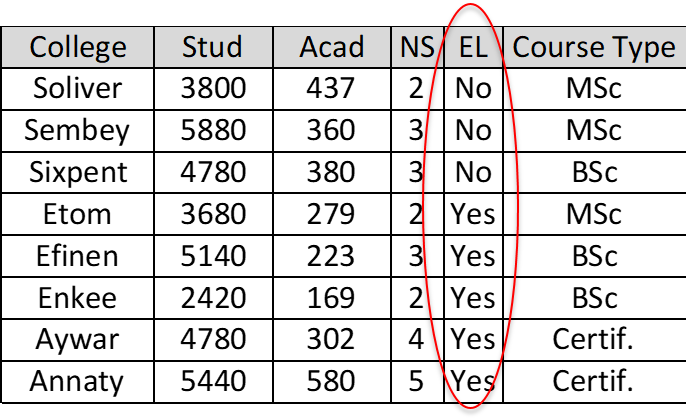 College Stud Acad NS EL Course Type
Soliver 3800 437 2 No MSc
Sembey 5880 360 3 No MSc
Sixpent 4780 380 3 No BSc
Etom 3680 279 2 Yes MSc
Efinen 5140 223 3 Yes BSc
Enkee 2420 169 2 Yes BSc
Aywar 4780 302 4 Yes Certif.
Annaty 5440 580 5 Yes Certif.